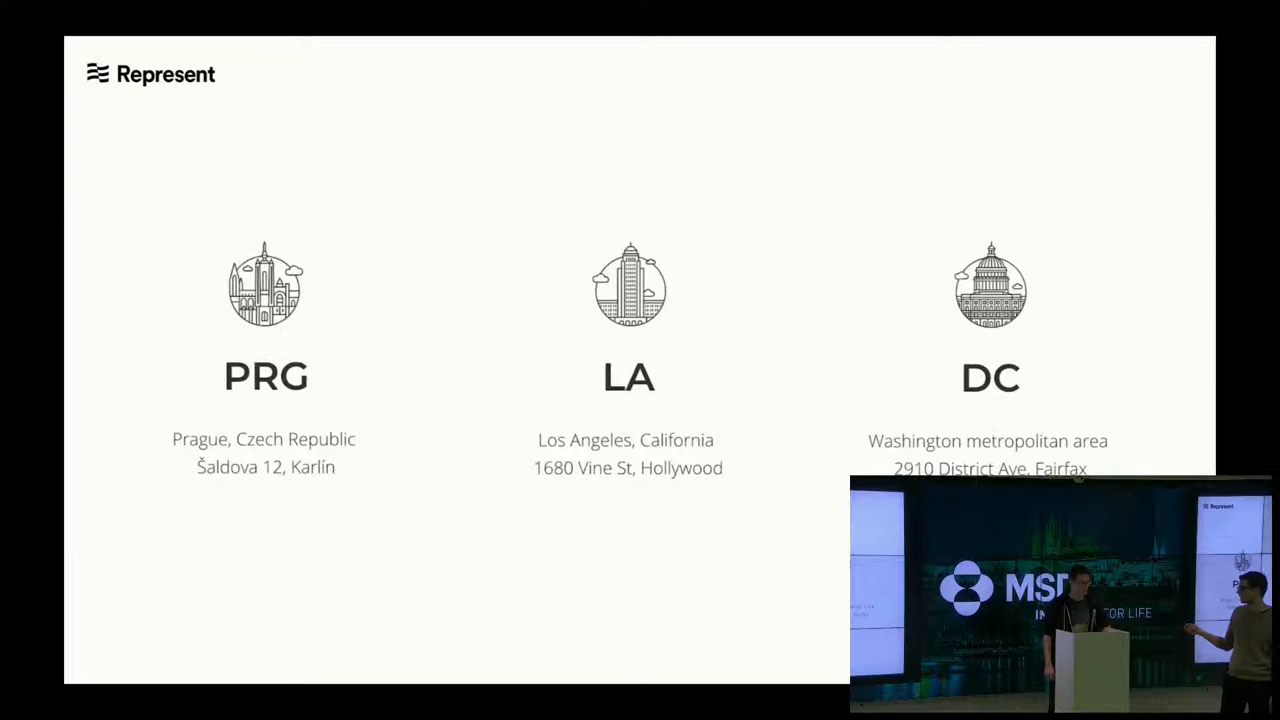 Represent
PRG
Prague, Czech Republic
Šaldova 12, Karlín
LA
Los Angeles, California
1680 Vine St, Hollywood
DC
Washington metropolitan area
2910 District Ave, Fairfax
Represent
MS
FOR LIFE